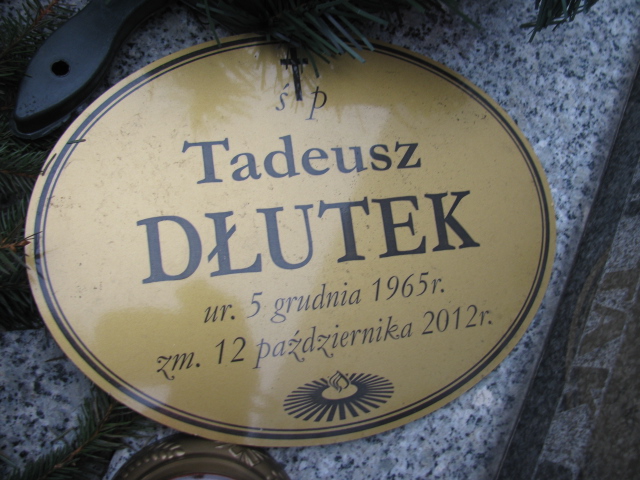 ś p
Tadeusz
DŁUTEK
ur. 5 grudnia 1965r.
zm. 12 października 2012r.